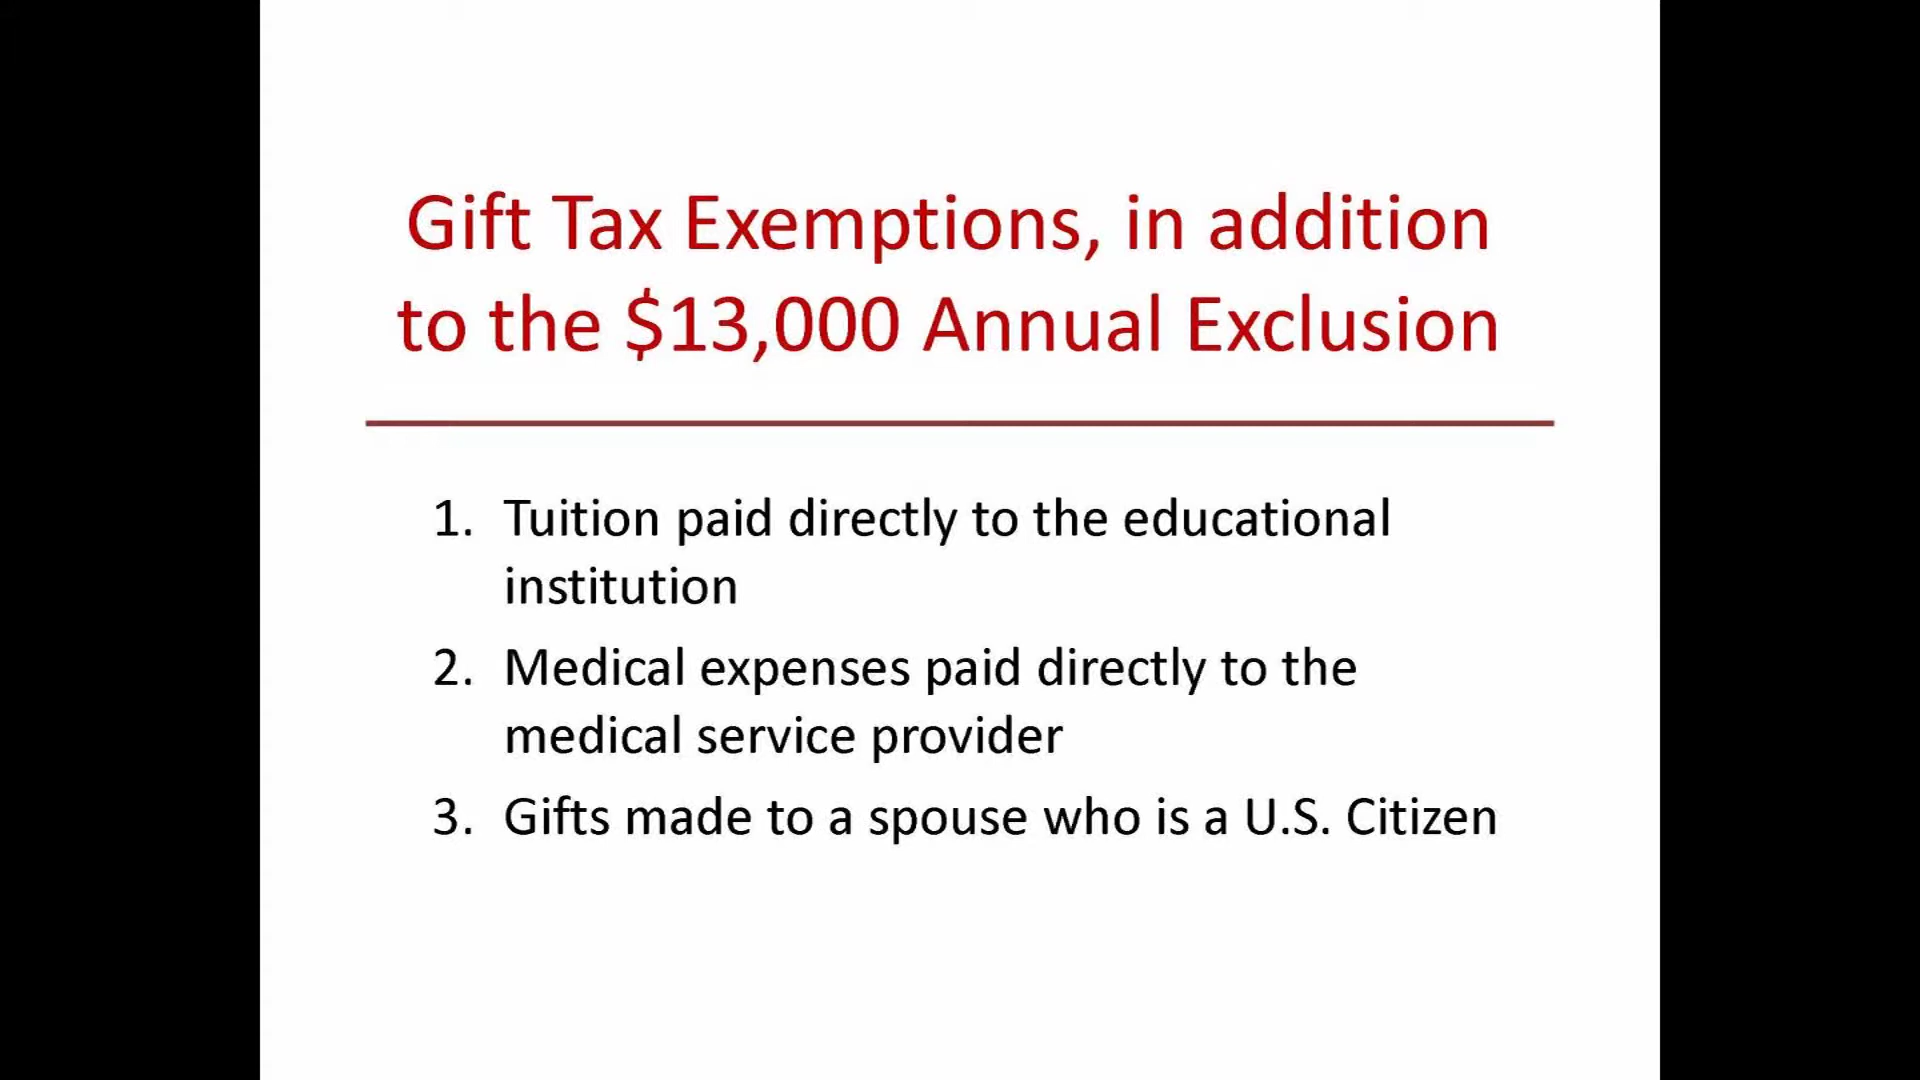 Gift Tax Exemptions, in addition
to the $13,000 Annual Exclusion
1. Tuition paid directly to the educational
institution
2. Medical expenses paid directly to the
medical service provider
3. Gifts made to a spouse who is a U.S. Citizen